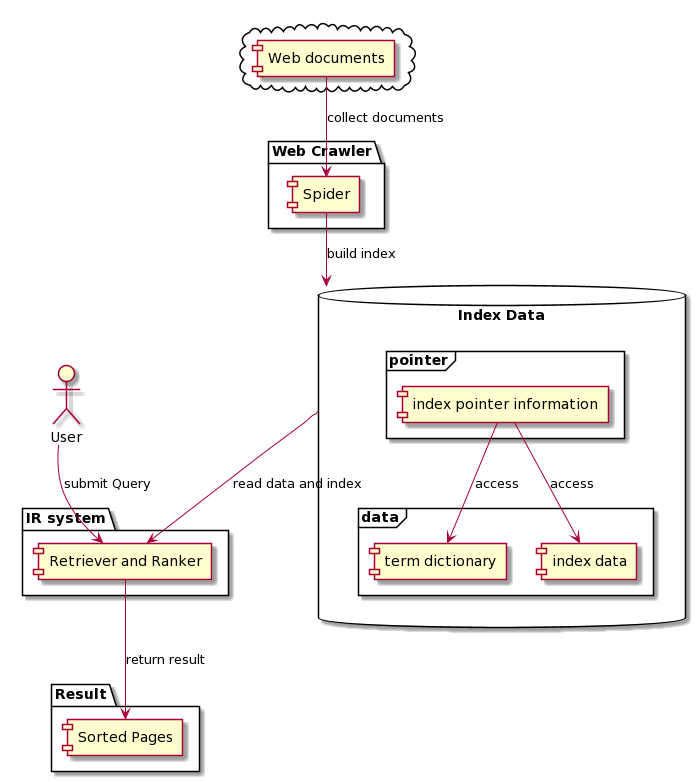 Web documents
collect documents
Web Crawler
Spider
build index
Index Data
pointer
index pointer information
User
submit Query
read data and index
access
access
IR system
data
Retriever and Ranker
term dictionary
index data
return result
Result
Sorted Pages